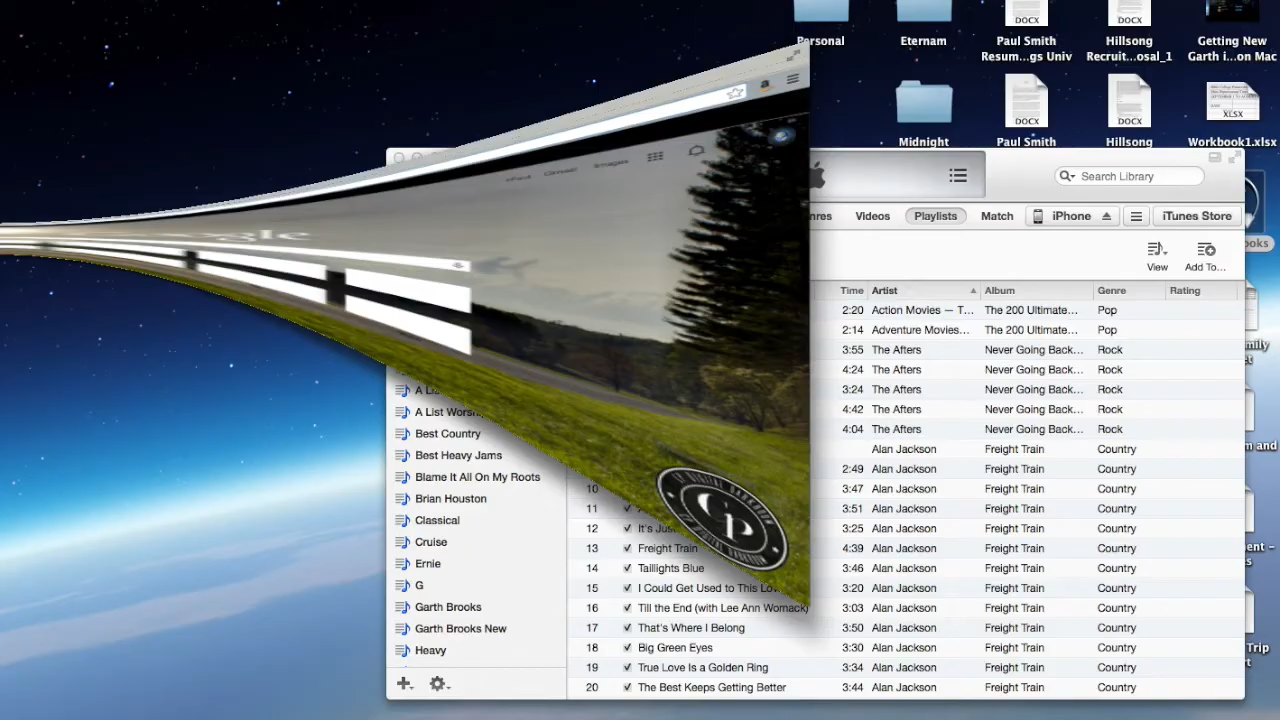 Personal
Eternam
Paul Smith
Resum...gs Univ
Hillsong
Recruit...osal_1
Getting New
Garth i...on Mac
DOCX
DOCX
XLSX
Midnight
Paul Smith
Hillsong
Workbook1.xlsx
Search Library
Images
Videos
Playlists
Match
iPhone
iTunes Store
View
Add To...
Time Artist Album Genre Rating
2:20 Action Movies — T... The 200 Ultimate... Pop
2:14 Adventure Movies... The 200 Ultimate... Pop
3:55 The Afters Never Going Back... Rock
3:24 The Afters Never Going Back... Rock
3:36 The Afters Never Going Back... Rock
4:42 The Afters Never Going Back... Rock
4:04 The Afters Never Going Back... Rock
Alan Jackson Freight Train Country
2:49 Alan Jackson Freight Train Country
10 3:47 Alan Jackson Freight Train Country
11 3:51 Alan Jackson Freight Train Country
12 It's Jus 3:25 Alan Jackson Freight Train Country
13 Freight Train 4:39 Alan Jackson Freight Train Country
14 Taillights Blue 3:46 Alan Jackson Freight Train Country
15 I Could Get Used to This Lov 3:20 Alan Jackson Freight Train Country
16 Till the End (with Lee Ann Womack) 3:03 Alan Jackson Freight Train Country
17 That's Where I Belong 3:50 Alan Jackson Freight Train Country
18 Big Green Eyes 3:30 Alan Jackson Freight Train Country
19 True Love Is a Golden Ring 3:34 Alan Jackson Freight Train Country
20 The Best Keeps Getting Better 3:44 Alan Jackson Freight Train Country
A Li
A List Worsh
Best Country
Best Heavy Jams
Blame It All On My Roots
Brian Houston
Classical
Cruise
Ernie
G
Garth Brooks
Garth Brooks New
Heavy
DIGITAL DARKROOM